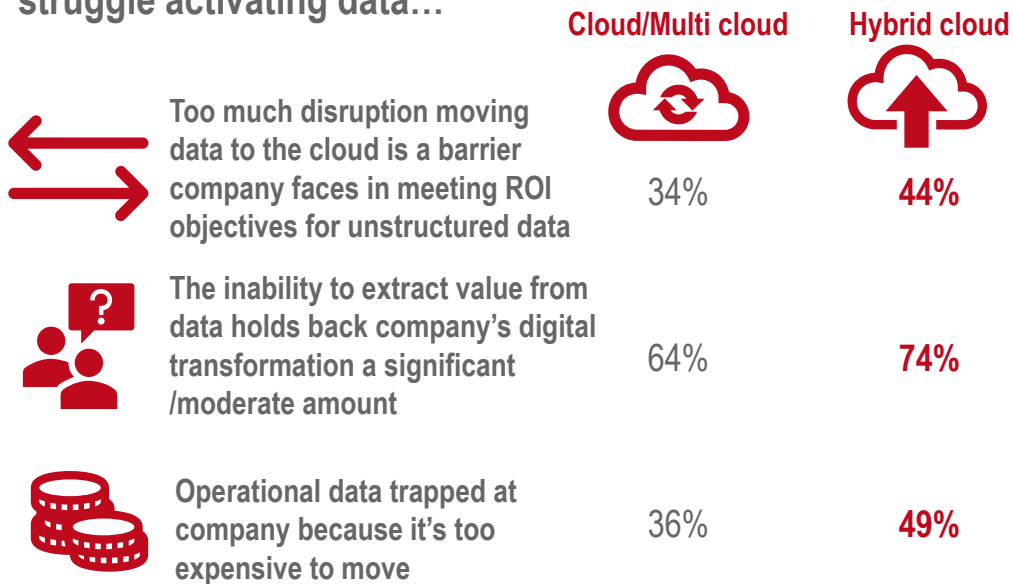 struggle activating data…
Cloud/Multi cloud
Hybrid cloud
Too much disruption moving
data to the cloud is a barrier
company faces in meeting ROI
objectives for unstructured data
34%
44%
?
The inability to extract value from
data holds back company's digital
transformation a significant
/moderate amount
64%
74%
Operational data trapped at
company because it's too
expensive to move
36%
49%